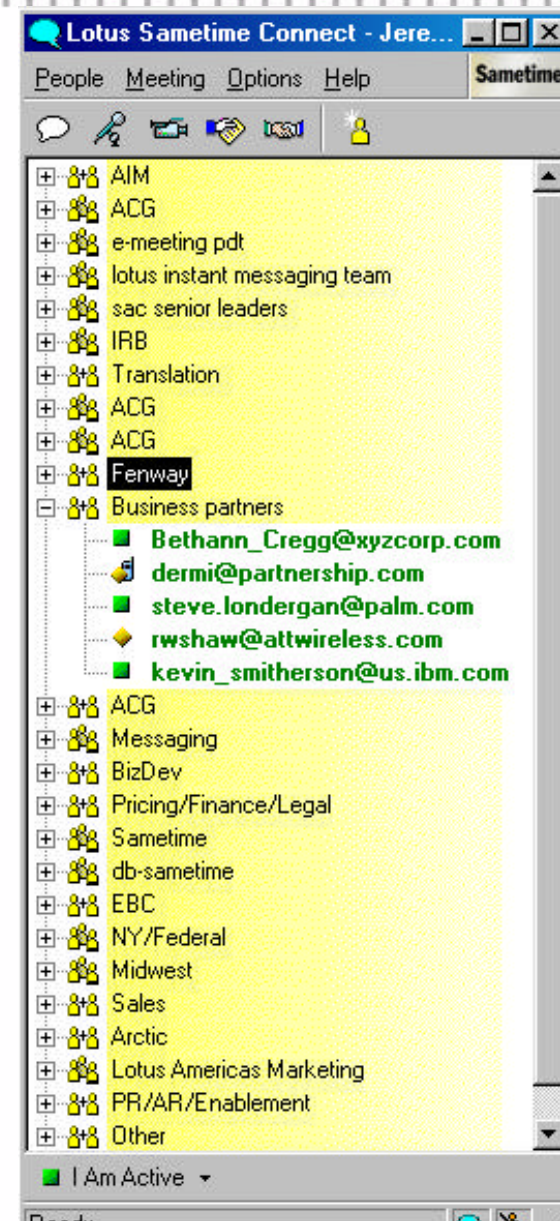 Lotus Sametime Connect - Jere...
People Meeting Options Help Sametime
AIM
ACG
e-meeting pdt
lotus instant messaging team
sac senior leaders
IRB
Translation
ACG
ACG
Fenway
Business partners
Bethann_Cregg@xyzcorp.com
dermi@partnership.com
steve.londergan@palm.com
rwshaw@attwireless.com
kevin_smitherson@us.ibm.com
ACG
Messaging
BizDev
Pricing/Finance/Legal
Sametime
db-sametime
EBC
NY/Federal
Midwest
Sales
Arctic
Lotus Americas Marketing
PR/AR/Enablement
Other
I Am Active